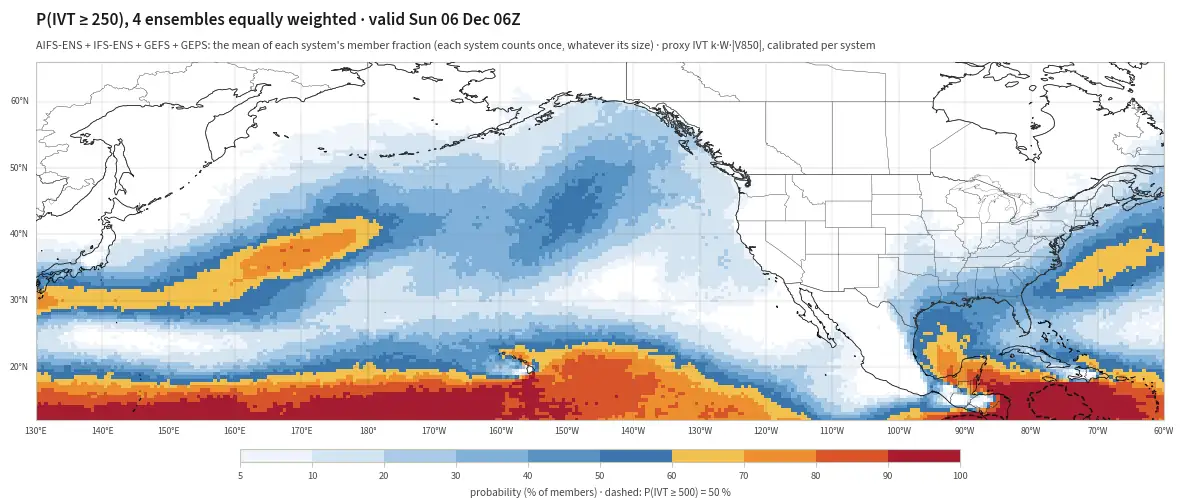 P(IVT ≥ 250), 4 ensembles equally weighted · valid Sun 06 Dec 06Z
AIFS-ENS + IFS-ENS + GEFS + GEPS: the mean of each system's member fraction (each system counts once, whatever its size) · proxy IVT k·W·|V850|, calibrated per system
60°N
50°N
40°N
30°N
20°N
130°E 140°E 150°E 160°E 170°E 180° 170°W 160°W 150°W 140°W 130°W 120°W 110°W 100°W 90°W 80°W 70°W 60°W
5 10 20 30 40 50 60 70 80 90 100
probability (% of members) · dashed: P(IVT ≥ 500) = 50 %